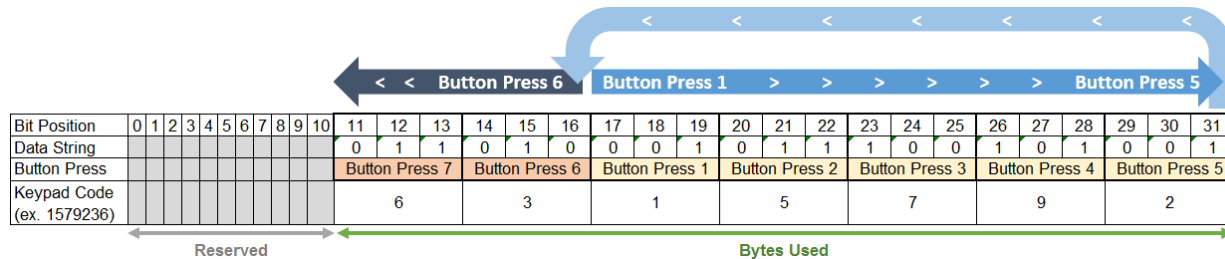 < < < < < < <
< < Button Press 6 Button Press 1 > > > > > > > Button Press 5
Bit Position 0 1 2 3 4 5 6 7 8 9 10 11 12 13 14 15 16 17 18 19 20 21 22 23 24 25 26 27 28 29 30 31
Data String 0 1 1 0 1 0 0 0 1 0 1 1 1 0 0 1 0 1 0 0 1
Button Press Button Press 7 Button Press 6 Button Press 1 Button Press 2 Button Press 3 Button Press 4 Button Press 5
Keypad Code
(ex. 1579236) 6 3 1 5 7 9 2
Reserved Bytes Used